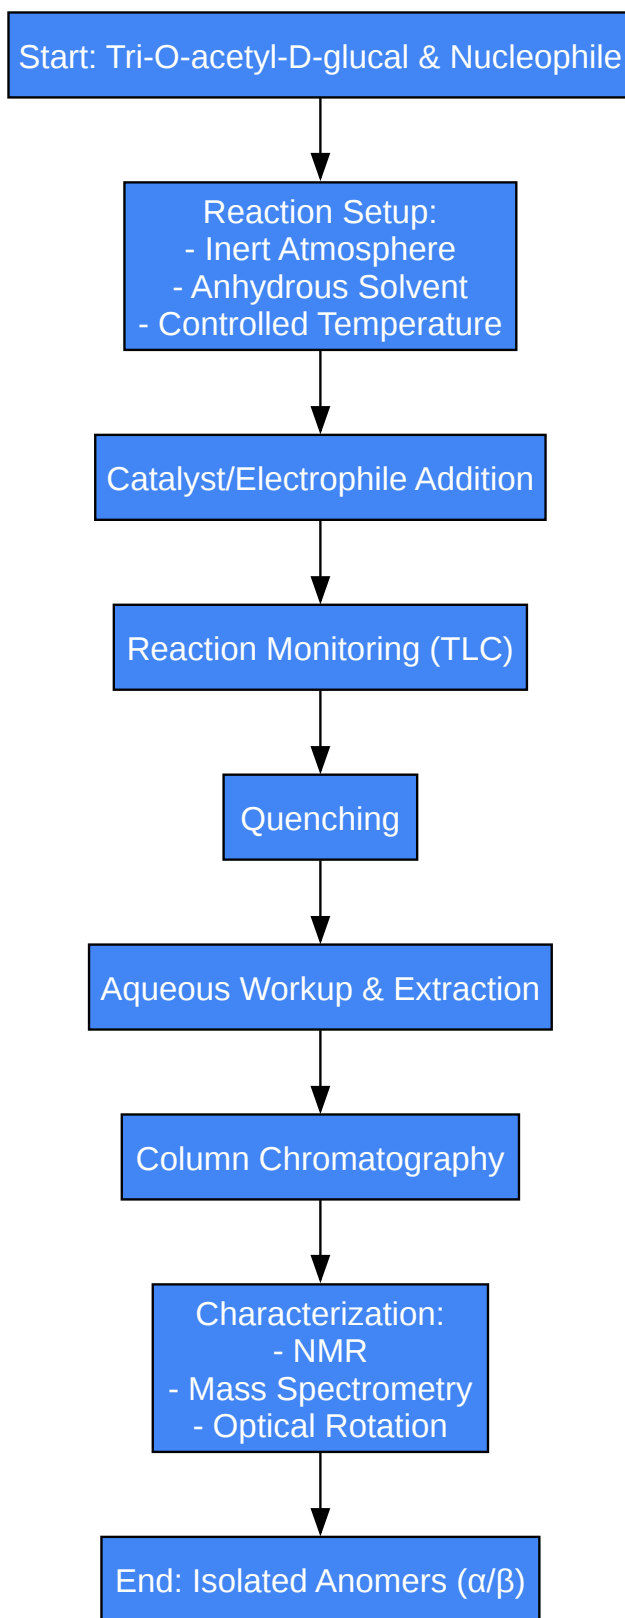 Start: Tri-O-acetyl-D-glucal & Nucleophile
Reaction Setup:
- Inert Atmosphere
- Anhydrous Solvent
- Controlled Temperature
Catalyst/Electrophile Addition
Reaction Monitoring (TLC)
Quenching
Aqueous Workup & Extraction
Column Chromatography
Characterization:
- NMR
- Mass Spectrometry
- Optical Rotation
End: Isolated Anomers (α/β)